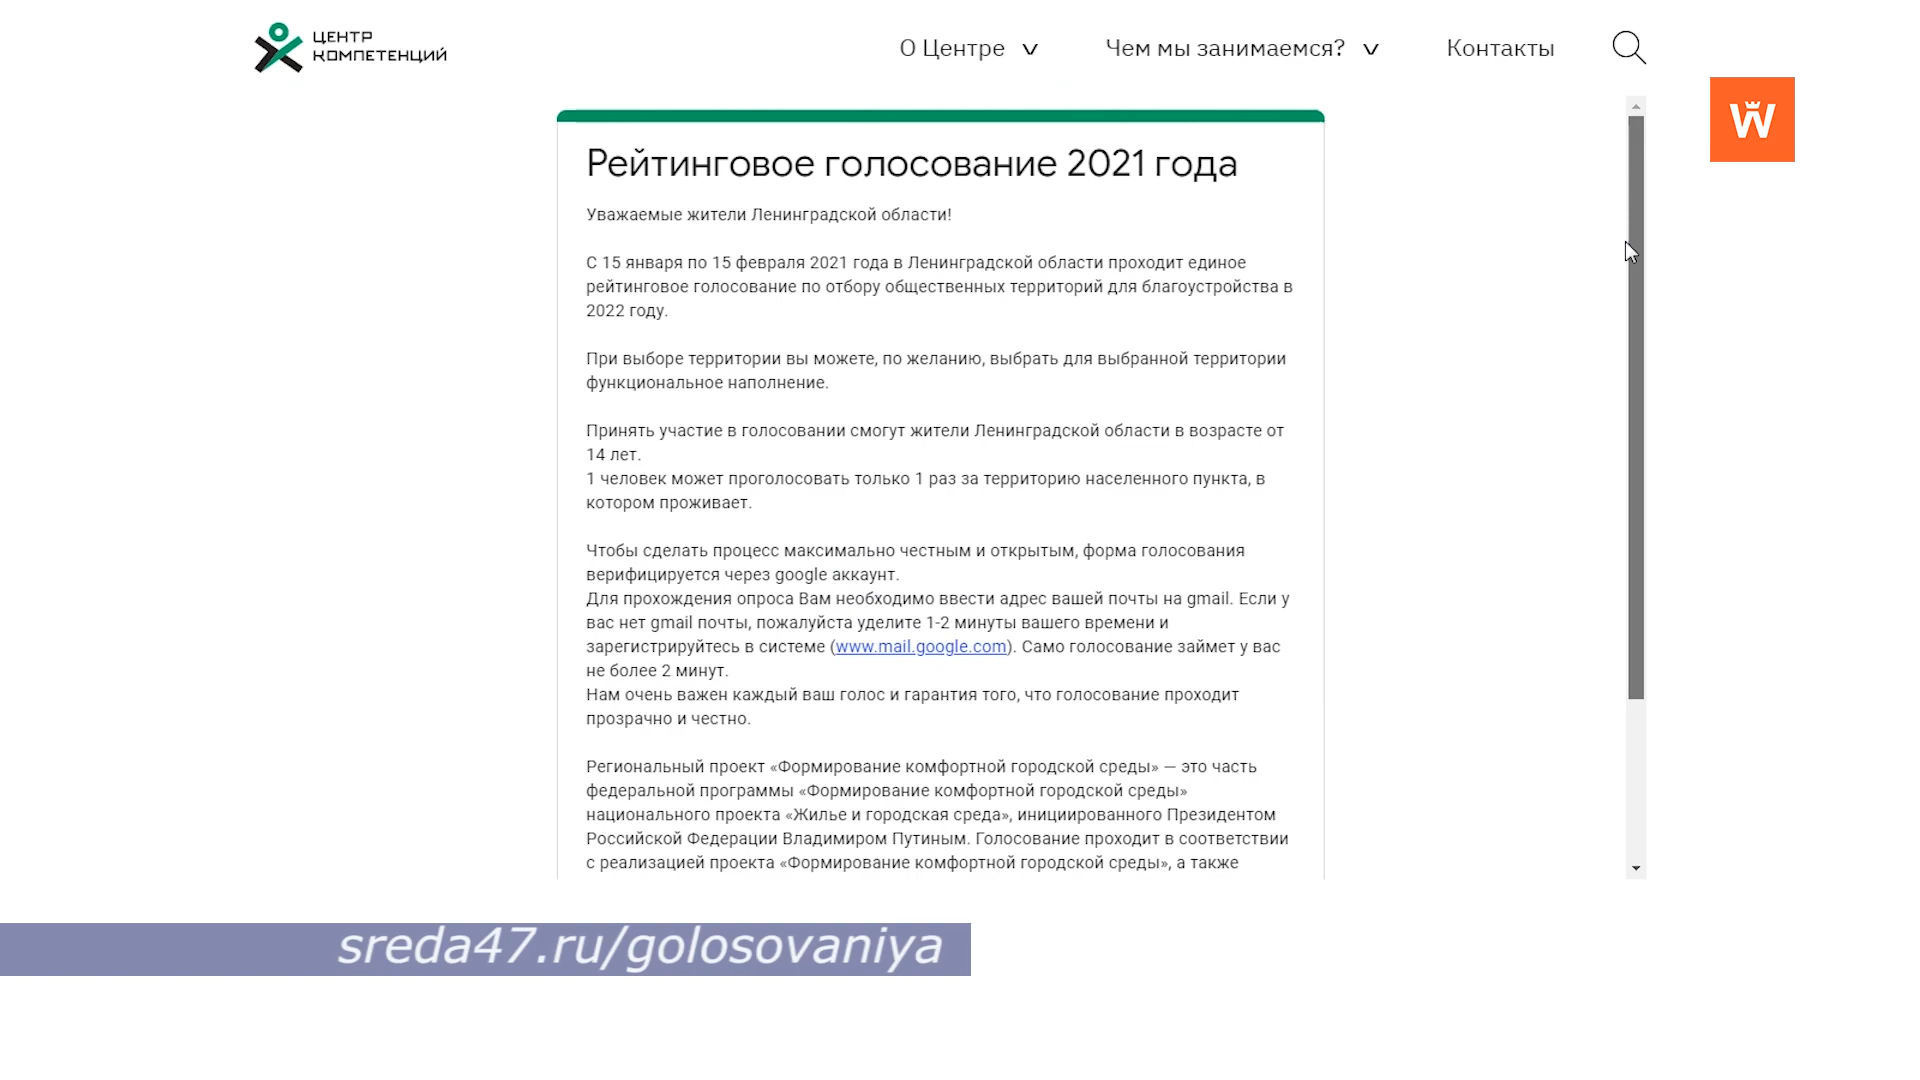 ЦЕНТР
КОМПЕТЕНЦИЙ
О Центре
Чем мы занимаемся?
Контакты
W
Рейтинговое голосование 2021 года
Уважаемые жители Ленинградской области!
С 15 января по 15 февраля 2021 года в Ленинградской области проходит единое
рейтинговое голосование по отбору общественных территорий для благоустройства в
2022 году.
При выборе территории вы можете, по желанию, выбрать для выбранной территории
функциональное наполнение.
Принять участие в голосовании смогут жители Ленинградской области в возрасте от
14 лет.
1 человек может проголосовать только 1 раз за территорию населенного пункта, в
котором проживает.
Чтобы сделать процесс максимально честным и открытым, форма голосования
верифицируется через google аккаунт.
Для прохождения опроса Вам необходимо ввести адрес вашей почты на gmail. Если у
вас нет gmail почты, пожалуйста уделите 1-2 минуты вашего времени и
зарегистрируйтесь в системе (www.mail.google.com). Само голосование займет у вас
не более 2 минут.
Нам очень важен каждый ваш голос и гарантия того, что голосование проходит
прозрачно и честно.
Региональный проект «Формирование комфортной городской среды» — это часть
федеральной программы «Формирование комфортной городской среды»
национального проекта «Жилье и городская среда», инициированного Президентом
Российской Федерации Владимиром Путиным. Голосование проходит в соответствии
с реализацией проекта «Формирование комфортной городской среды», а также
sreda47.ru/golosovaniya